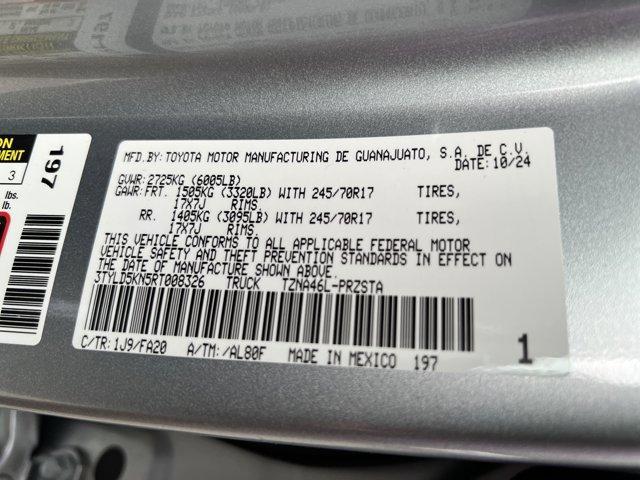 MFD.BY:TOYOTA MOTOR MANUFACTURING DE GUANAJUATO, S.A. DE C.V.
DATE: 10/24
GVWR:2725KG (6005LB)
GAWR:FRT. 1505KG (3320LB) WITH 245/70R17 TIRES,
17X7J RIMS.
RR. 1405KG (3095LB) WITH 245/70R17 TIRES,
17X7J RIMS.
THIS VEHICLE CONFORMS TO ALL APPLICABLE FEDERAL MOTOR
VEHICLE SAFETY AND THEFT PREVENTION STANDARDS IN EFFECT ON
THE DATE OF MANUFACTURE SHOWN ABOVE.
3TYLD5KN5RT008326 TRUCK TZNA46L-PRZSTA
C/TR:1J9/FA20 A/TM:/AL80F MADE IN MEXICO 197 1
197
3
lbs.
lb.